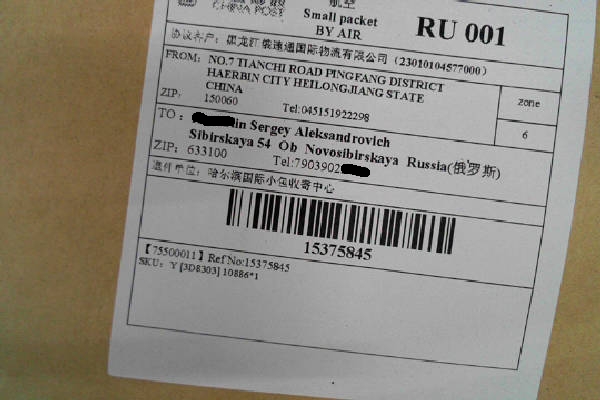 CHINA POST
航空
Small packet
BY AIR
RU 001
协议客户: 黑龙江俄速通国际物流有限公司 (23010104577000)
FROM: NO.7 TIANCHI ROAD PINGFANG DISTRICT
HAERBIN CITY HEILONGJIANG STATE
CHINA
ZIP: 150060 Tel:045151922298
zone
6
TO : in Sergey Aleksandrovich
Sibirskaya 54 Ob Novosibirskaya Russia(俄罗斯)
ZIP: 633100 Tel:7903902
退件单位: 哈尔滨国际小包收寄中心
15375845
【75500011】Ref No:15375845
SKU: Y [3D8303] 10886*1